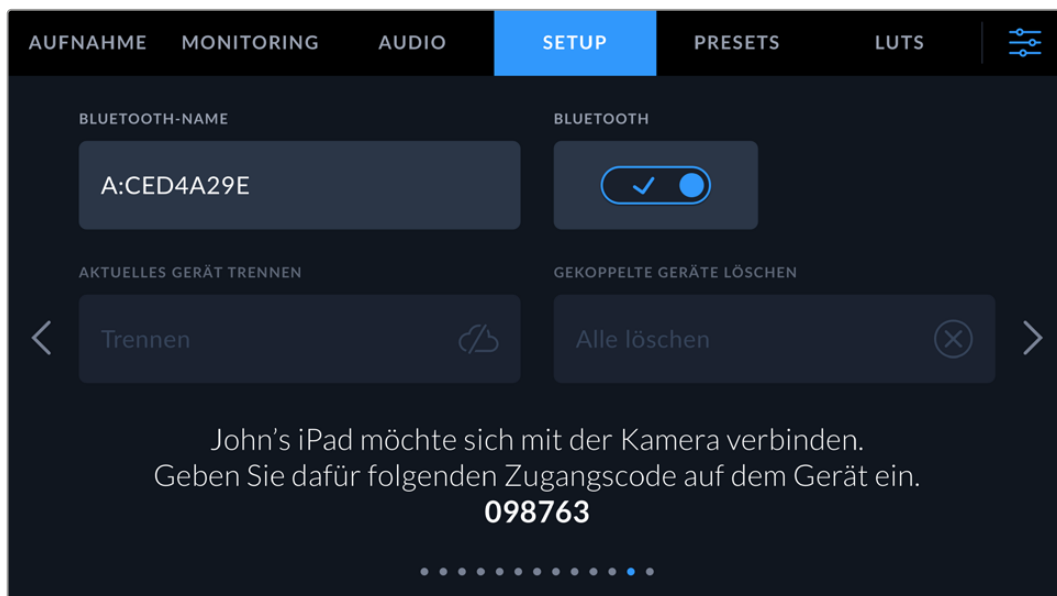 AUFNAHME MONITORING AUDIO SETUP PRESETS LUTS
BLUETOOTH-NAME BLUETOOTH
A:CED4A29E
AKTUELLES GERÄT TRENNEN GEKOPPELTE GERÄTE LÖSCHEN
Trennen Alle löschen
John’s iPad möchte sich mit der Kamera verbinden.
Geben Sie dafür folgenden Zugangscode auf dem Gerät ein.
098763